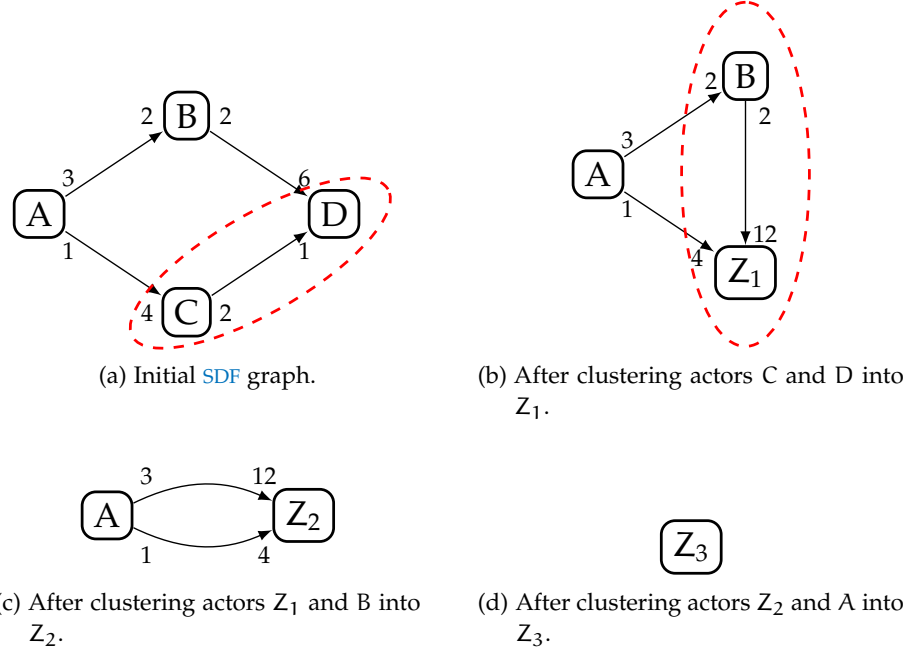 B
2
2
3
6
A
D
1
1
4
C
2
(a) Initial SDF graph.
B
2
2
3
A
1
12
4
Z1
(b) After clustering actors C and D into
Z1.
3
12
A
Z2
1
4
(c) After clustering actors Z1 and B into
Z2.
Z3
(d) After clustering actors Z2 and A into
Z3.